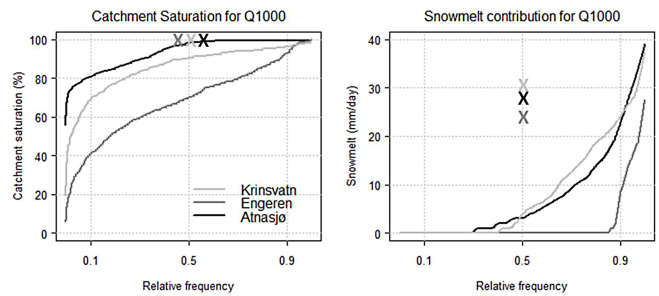 Catchment Saturation for Q1000
Catchment saturation (%)
100
80
60
40
20
0
X X X
Krinsvatn
Engeren
Atnasjø
0.1 0.5 0.9
Relative frequency
Snowmelt contribution for Q1000
Snowmelt (mm/day)
40
30
20
10
0
X
X
X
0.1 0.5 0.9
Relative frequency